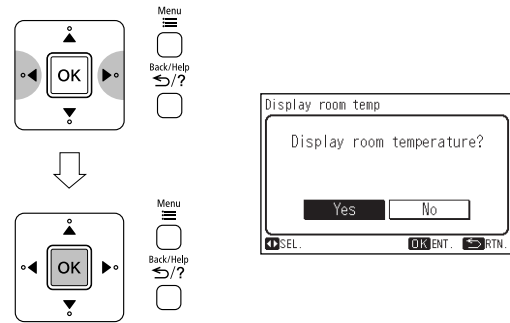 Menu
OK
Back/Help
/?
Menu
OK
Back/Help
/?
Display room temp
Display room temperature?
Yes No
SEL. OK ENT. RTN.